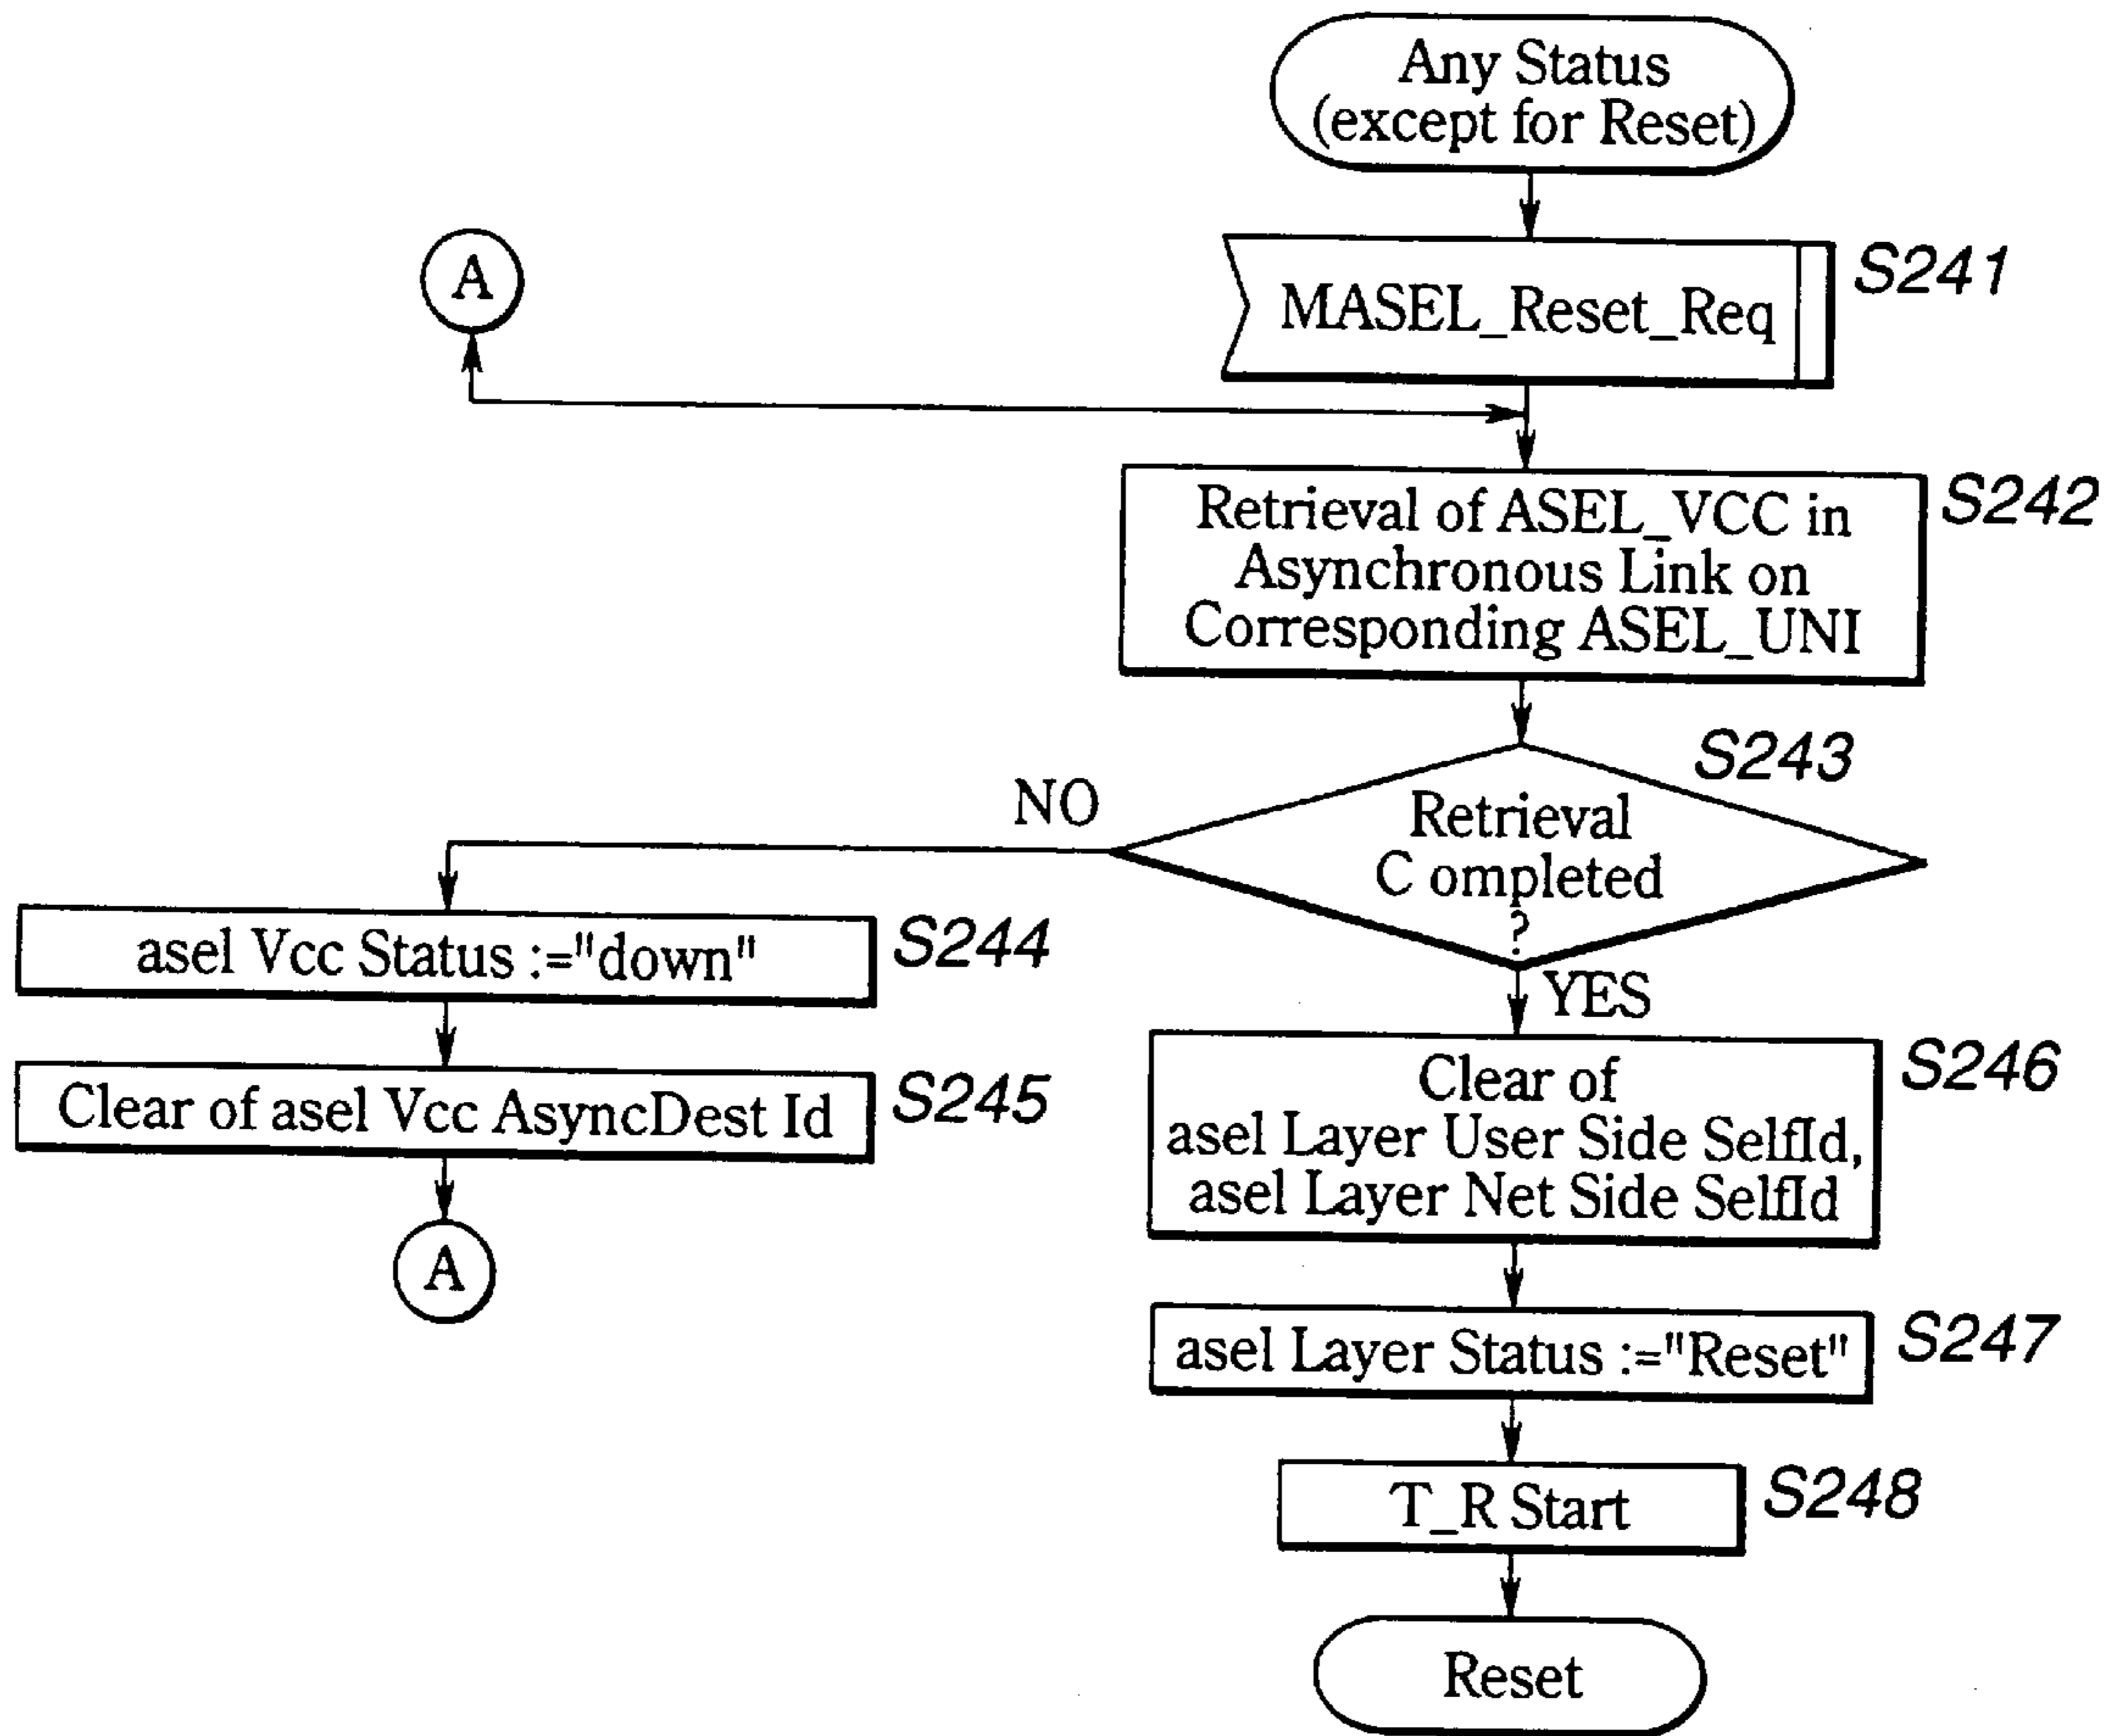 Any Status
(except for Reset)
A
MASEL_Reset_Req
S241
Retrieval of ASEL_VCC in
Asynchronous Link on
Corresponding ASEL_UNI
S242
S243
NO
Retrieval
C ompleted
?
YES
asel Vcc Status :="down"
S244
Clear of asel Vcc AsyncDest Id
S245
A
Clear of
asel Layer User Side SelfId,
asel Layer Net Side SelfId
S246
asel Layer Status :="Reset"
S247
T_R Start
S248
Reset